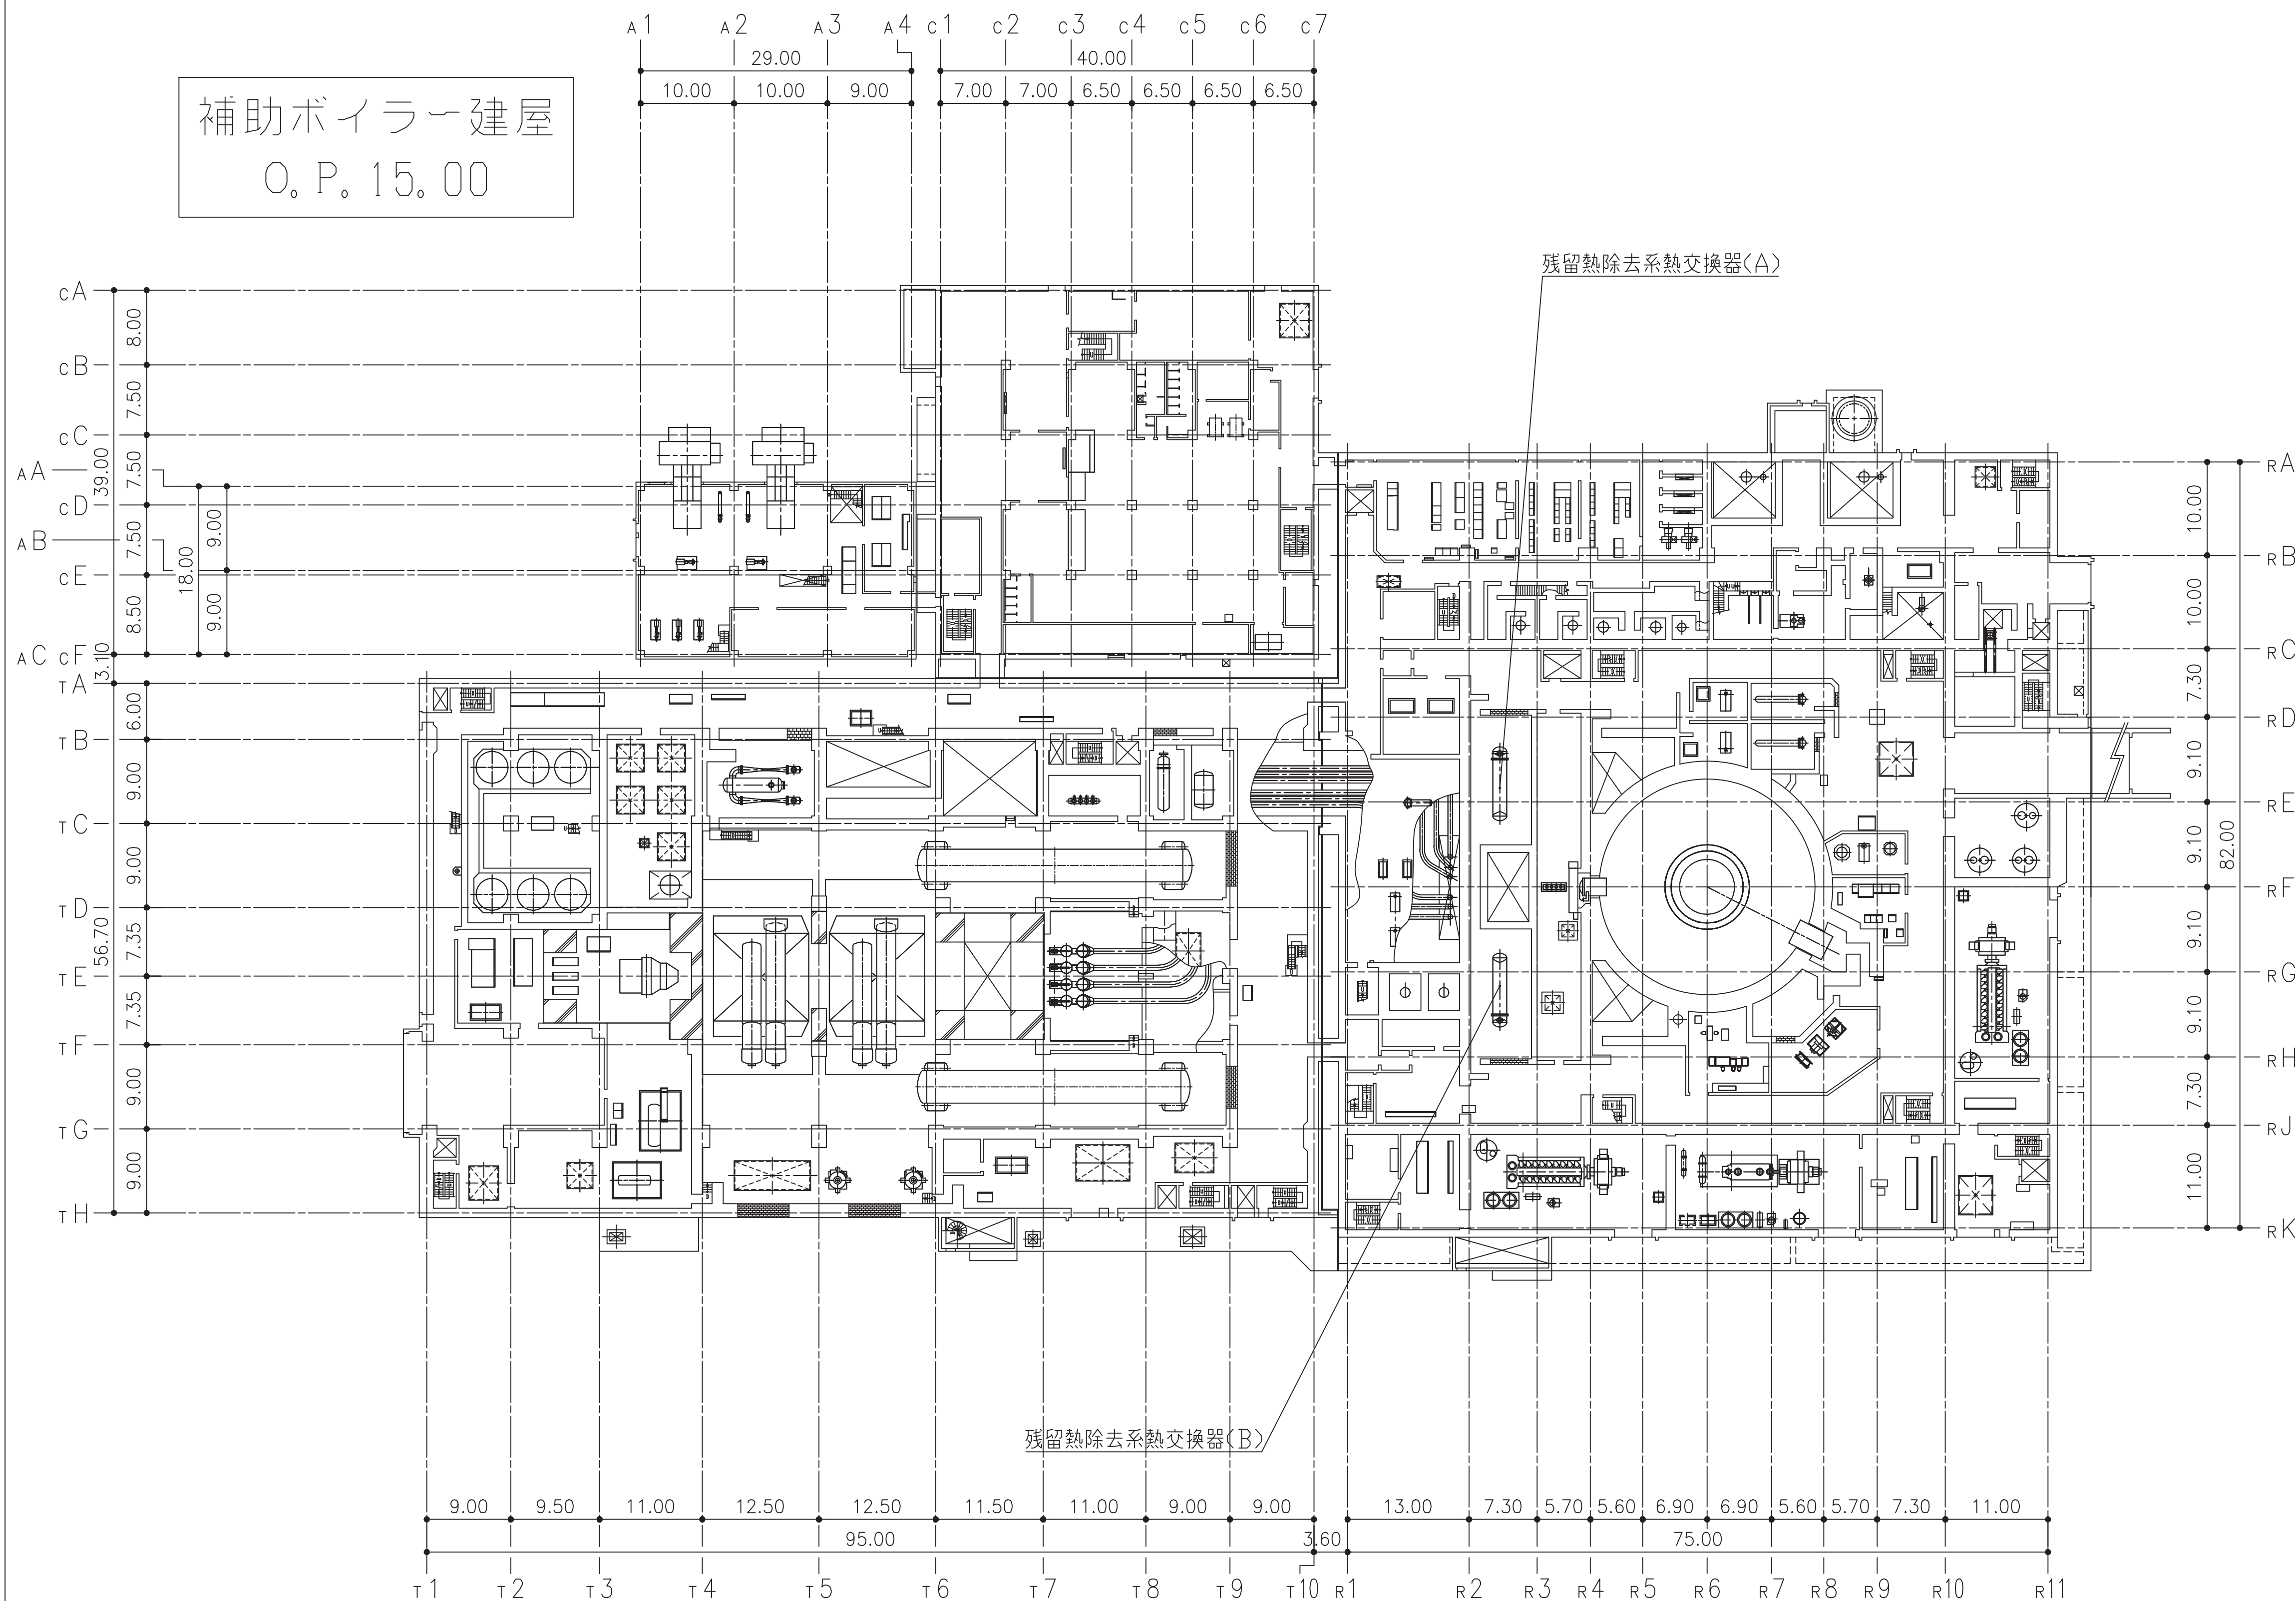 A1 A2 A3 A4 C1 C2 C3 C4 C5 C6 C7
29.00 40.00
10.00 10.00 9.00 7.00 7.00 6.50 6.50 6.50 6.50
補助ボイラー建屋
O.P.15.00
残留熱除去系熱交換器(A)
CA
8.00
CB
7.50
CC
AA
39.00
7.50
CD
AB
7.50
9.00
18.00
CE
8.50
9.00
AC CF
3.10
TA
6.00
TB
9.00
TC
9.00
TD
56.70
7.35
TE
7.35
TF
9.00
TG
9.00
TH
RA
10.00
RB
10.00
RC
7.30
RD
9.10
RE
9.10
82.00
RF
9.10
RG
9.10
RH
7.30
RJ
11.00
RK
残留熱除去系熱交換器(B)
9.00 9.50 11.00 12.50 12.50 11.50 11.00 9.00 9.00 13.00 7.30 5.70 5.60 6.90 6.90 5.60 5.70 7.30 11.00
95.00 3.60 75.00
T1 T2 T3 T4 T5 T6 T7 T8 T9 T10 R1 R2 R3 R4 R5 R6 R7 R8 R9 R10 R11